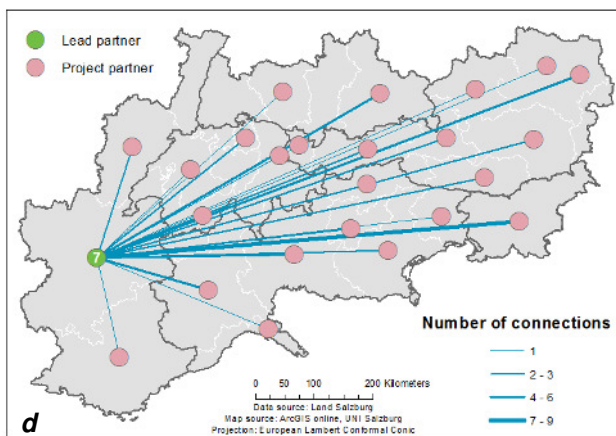 Lead partner
Project partner
7
Number of connections
1
2 - 3
4 - 6
7 - 9
0 50 100 200 Kilometers
Data source: Land Salzburg
Map source: ArcGIS online, UNI Salzburg
Projection: European Lambert Conformal Conic
d